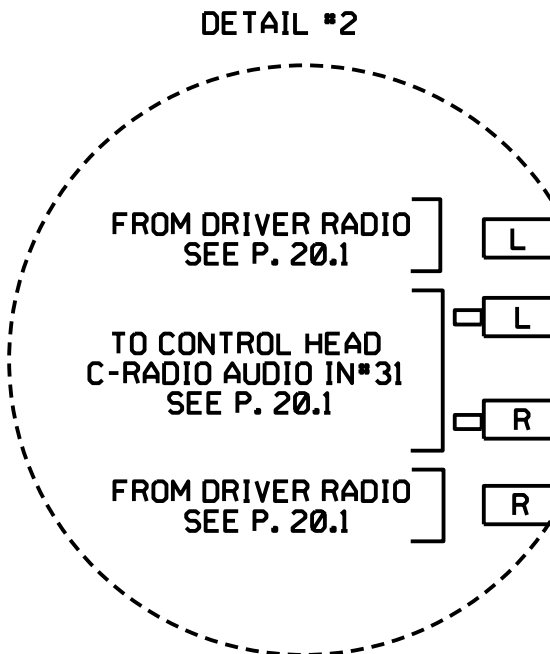 DETAIL #2
FROM DRIVER RADIO
SEE P. 20.1
L
L
TO CONTROL HEAD
C-RADIO AUDIO IN#31
SEE P. 20.1
R
FROM DRIVER RADIO
SEE P. 20.1
R